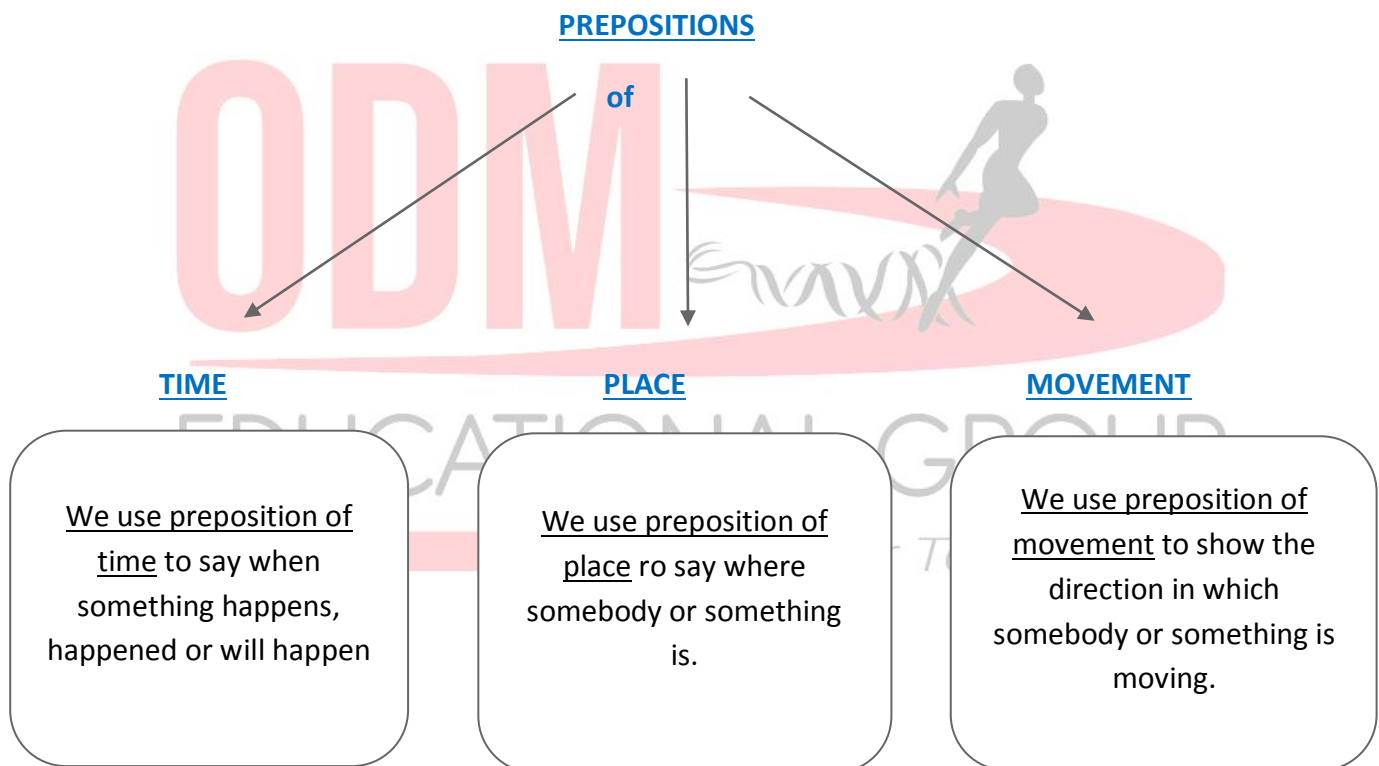 PREPOSITIONS
of
ODM
TIME
PLACE
MOVEMENT
EDUCATIONAL GROUP
We use preposition of
time to say when
something happens,
happened or will happen
We use preposition of
place ro say where
somebody or something
is.
We use preposition of
movement to show the
direction in which
somebody or something is
moving.